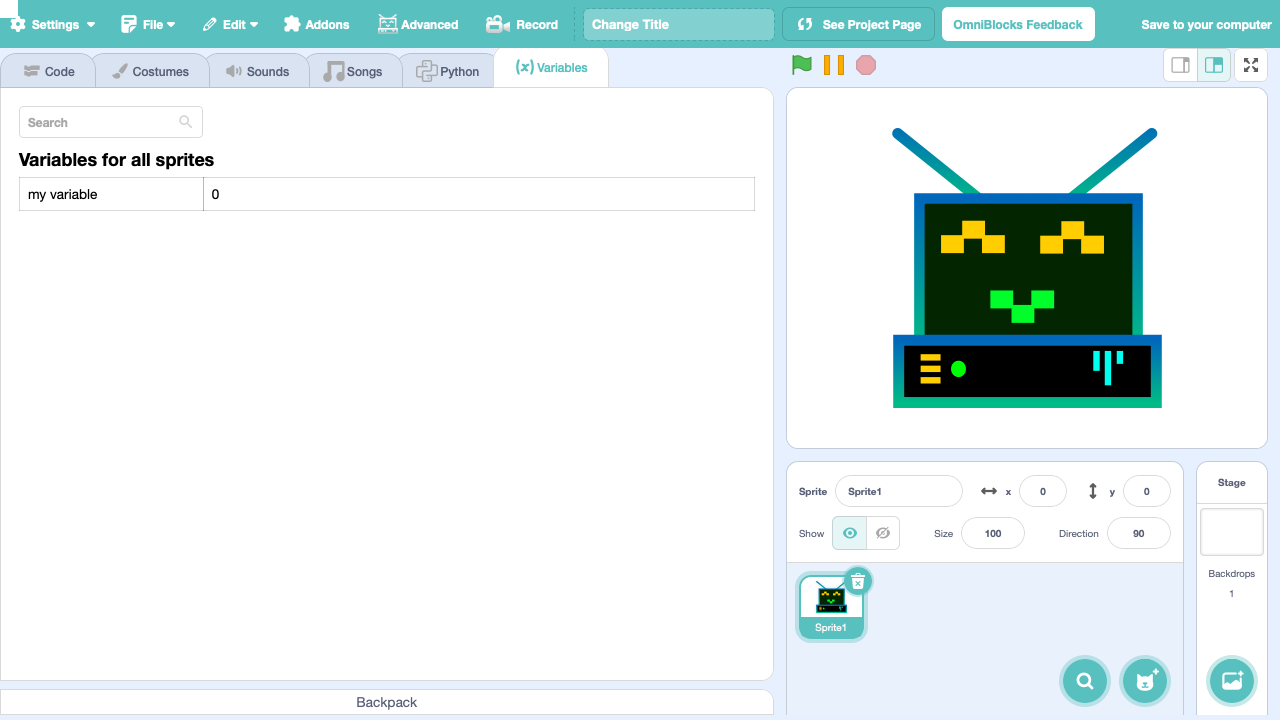 Settings File Edit Addons Advanced Record Change Title See Project Page OmniBlocks Feedback Save to your computer
Code Costumes Sounds Songs Python (x) Variables
Search
Variables for all sprites
my variable 0
Backpack
Sprite Sprite1 x 0 y 0
Show Size 100 Direction 90
Sprite1
Stage
Backdrops
1